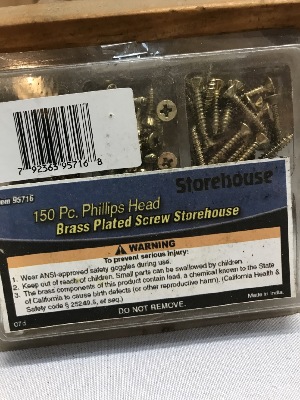 7 92363 95716 8
Item 95716
Storehouse
150 Pc. Phillips Head
Brass Plated Screw Storehouse
WARNING
To prevent serious injury:
1. Wear ANSI-approved safety goggles during use.
2. Keep out of reach of children. Small parts can be swallowed by children.
3. The brass components of this product contain lead, a chemical known to the State
of California to cause birth defects (or other reproductive harm). (California Health &
Safety code § 25249.5, et seq.)
Made in India.
DO NOT REMOVE.